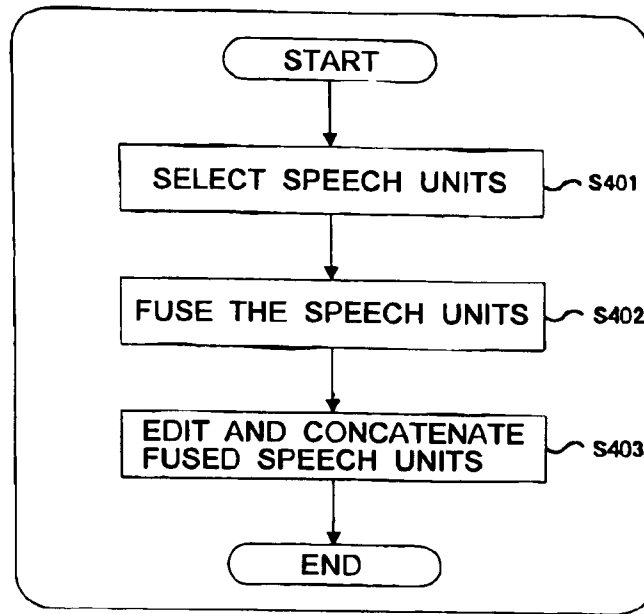 START
SELECT SPEECH UNITS
S401
FUSE THE SPEECH UNITS
S402
EDIT AND CONCATENATE
FUSED SPEECH UNITS
S403
END